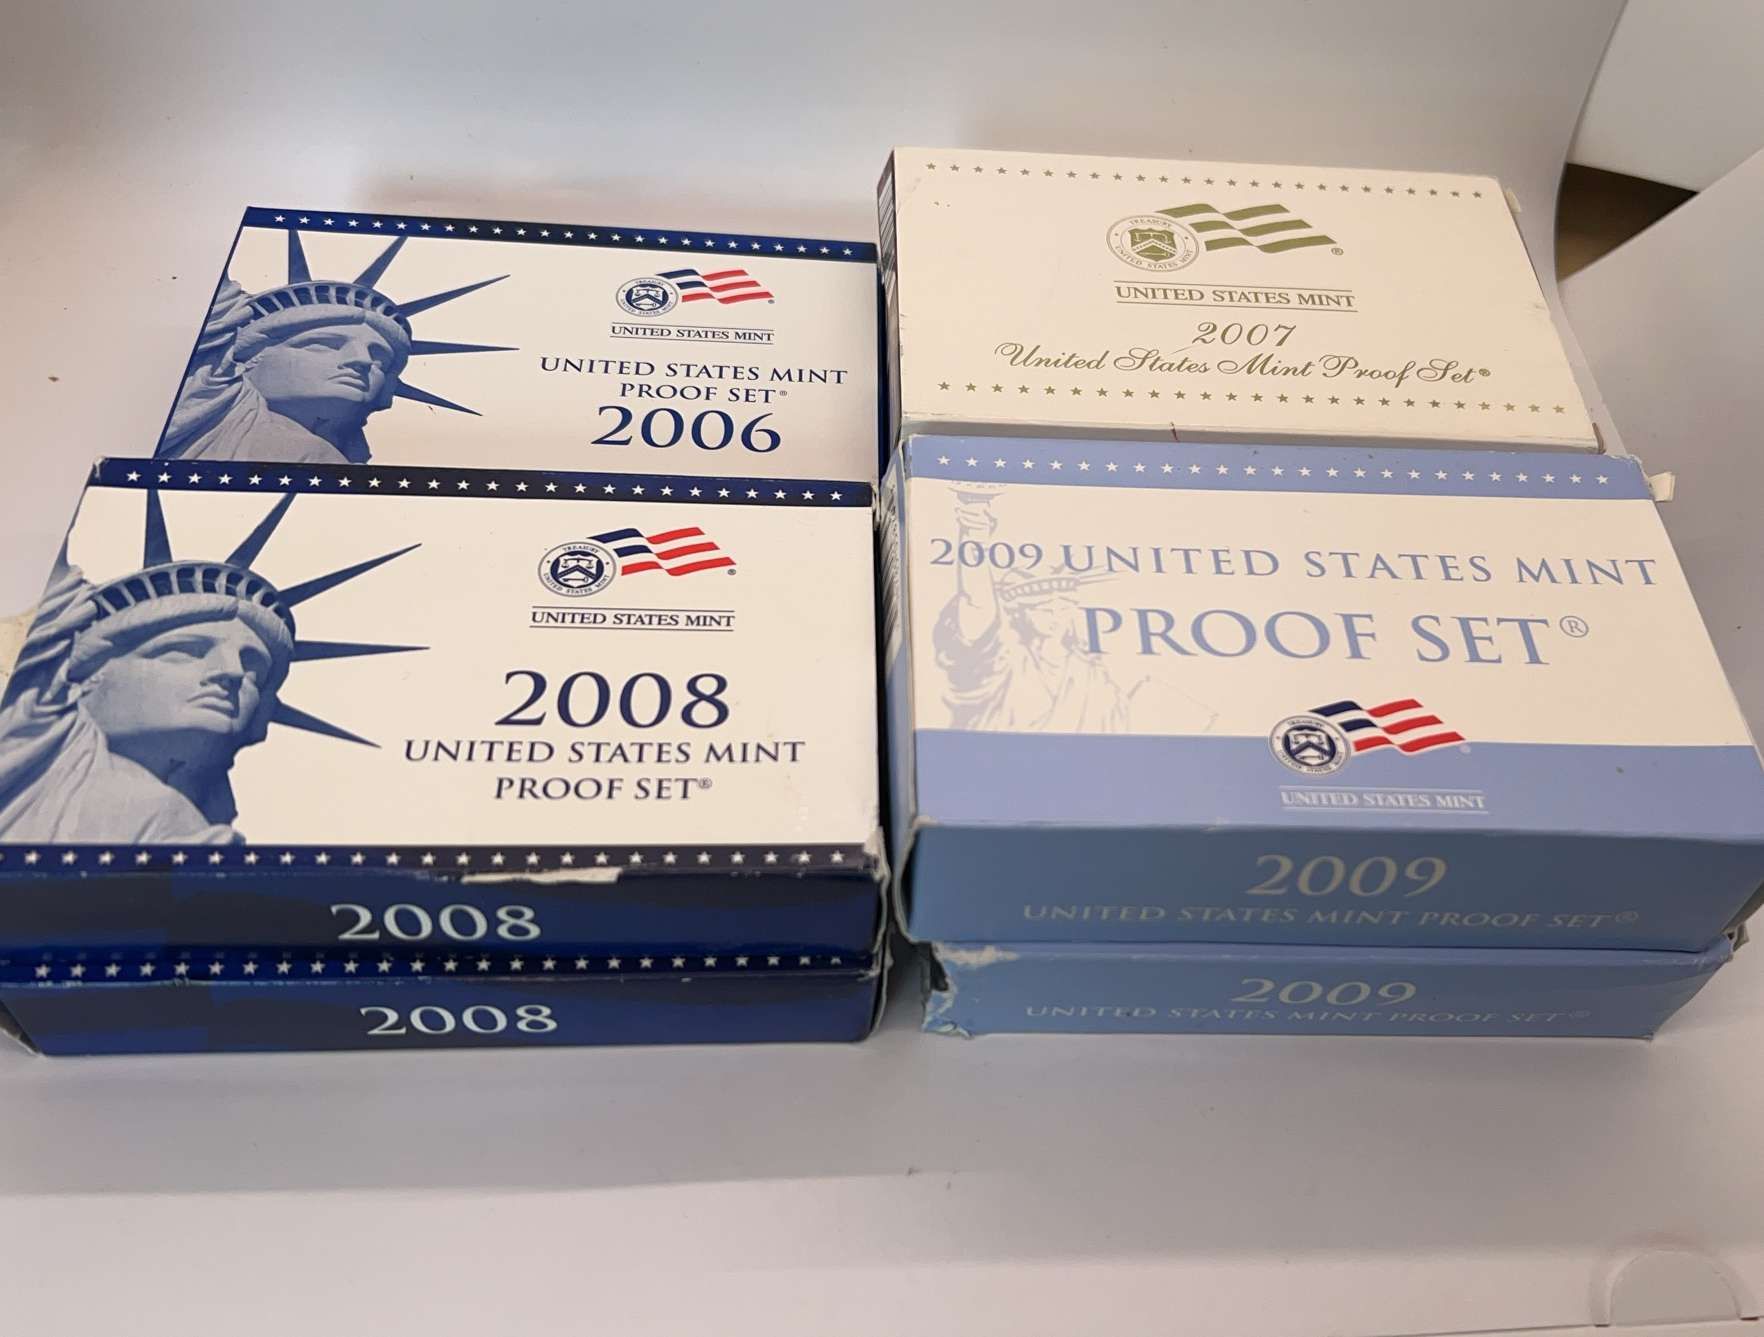 UNITED STATES MINT
UNITED STATES MINT
PROOF SET®
2006
UNITED STATES MINT
2007
United States Mint Proof Set®
UNITED STATES MINT
2008
UNITED STATES MINT
PROOF SET®
2008
2008
2009 UNITED STATES MINT
PROOF SET®
UNITED STATES MINT
2009
UNITED STATES MINT PROOF SET®
2009
UNITED STATES MINT PROOF SET®